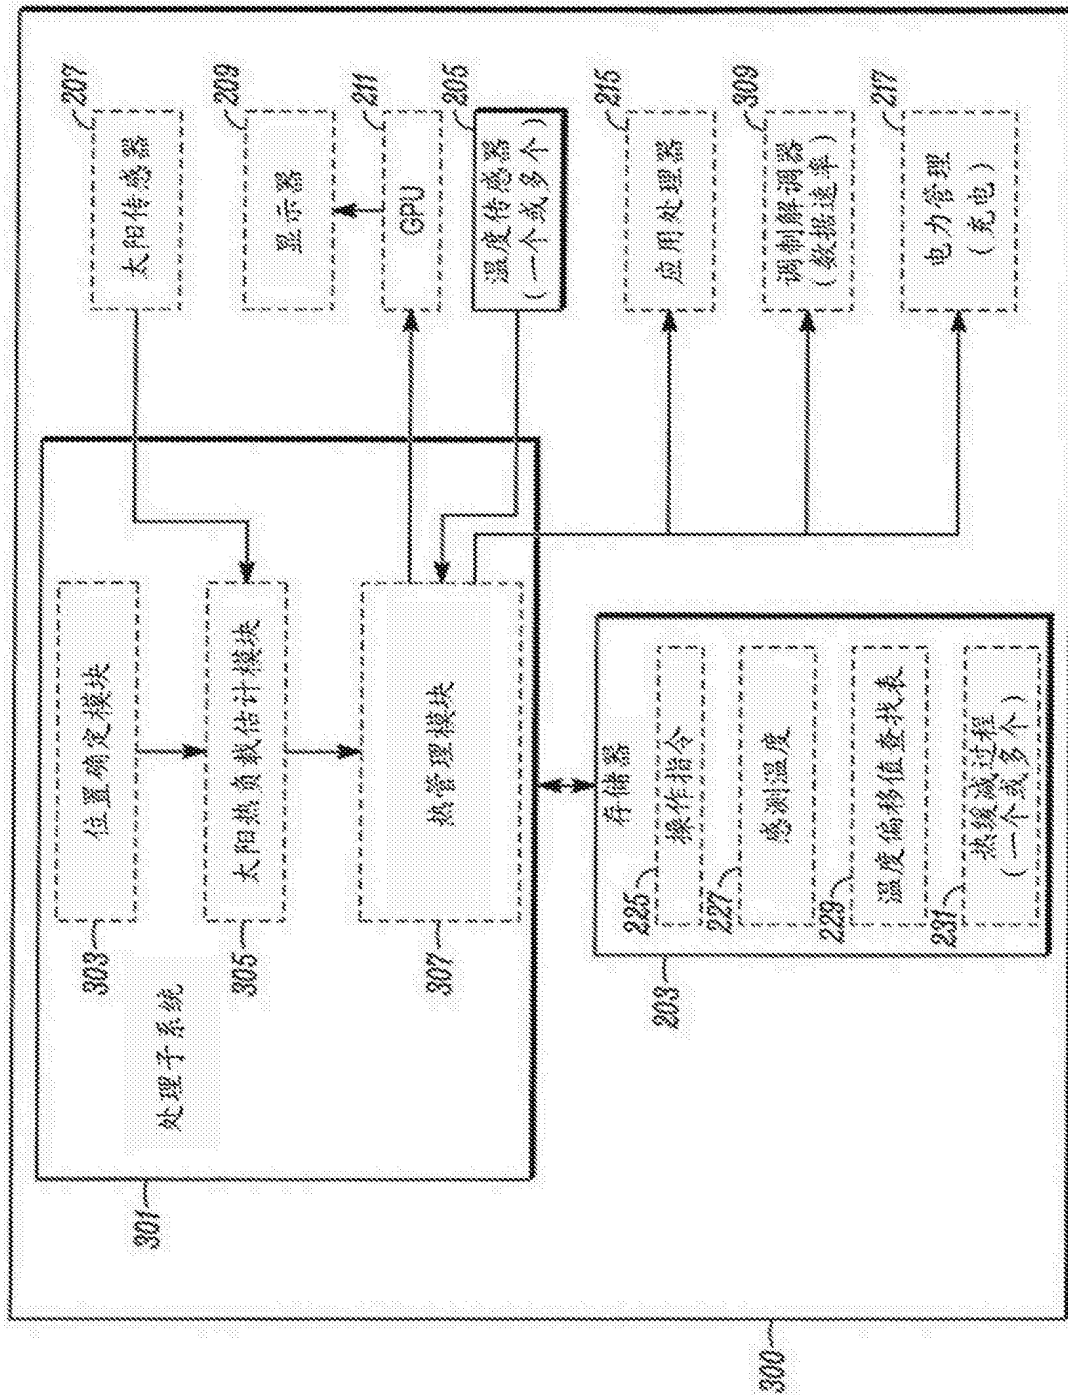 301
处理子系统
303
位置确定模块
305
太阳热负载估计模块
307
热管理模块
207
太阳传感器
209
显示器
211
GPU
205
温度传感器
(一个或多个)
215
应用处理器
309
调制解调器
(数据速率)
217
电力管理
(充电)
203
存储器
225
操作指令
227
感测温度
229
温度偏移值查找表
231
热缓减过程
(一个或多个)
300